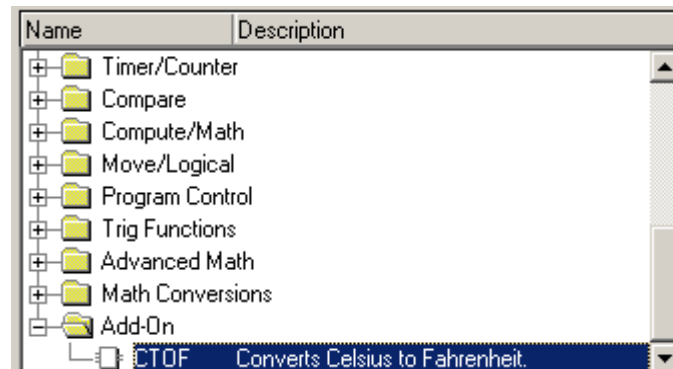 Name Description
Timer/Counter
Compare
Compute/Math
Move/Logical
Program Control
Trig Functions
Advanced Math
Math Conversions
Add-On
CTOF Converts Celsius to Fahrenheit.